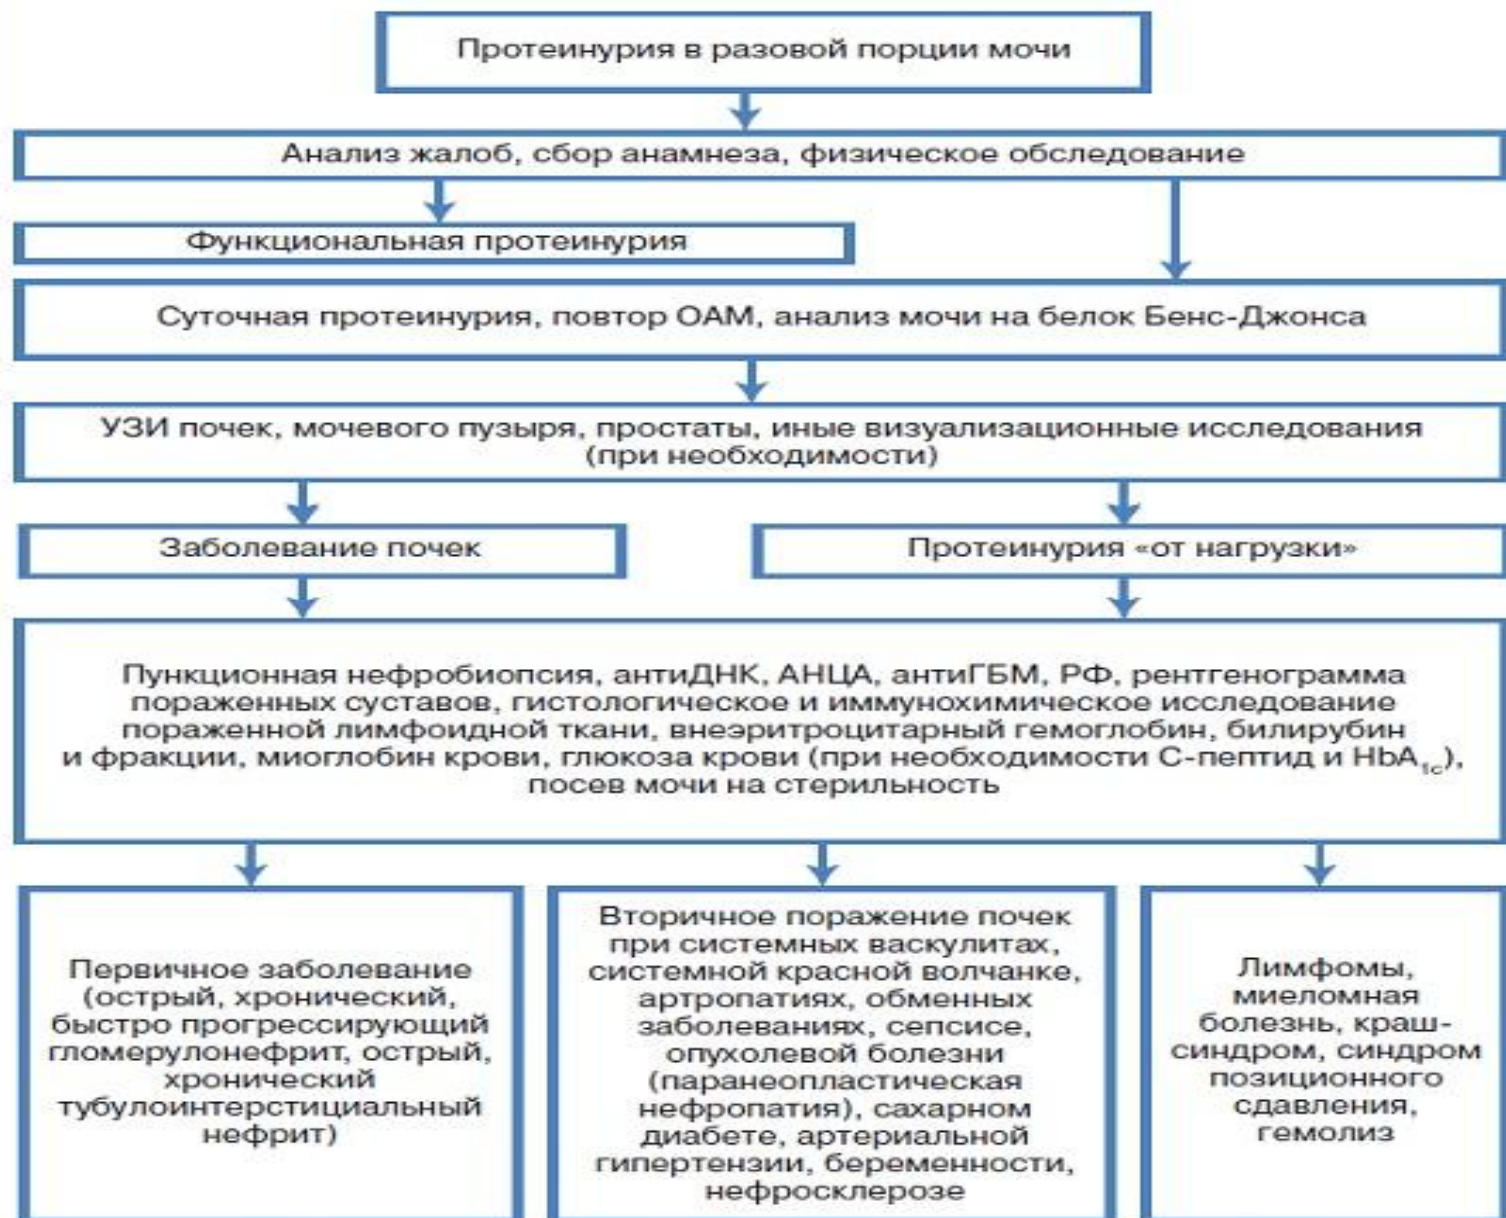 Протеинурия в разовой порции мочи
Анализ жалоб, сбор анамнеза, физическое обследование
Функциональная протеинурия
Суточная протеинурия, повтор ОАМ, анализ мочи на белок Бенс-Джонса
УЗИ почек, мочевого пузыря, простаты, иные визуализационные исследования
(при необходимости)
Заболевание почек
Протеинурия «от нагрузки»
Пункционная нефробиопсия, антиДНК, АНЦА, антиГБМ, РФ, рентгенограмма
пораженных суставов, гистологическое и иммунохимическое исследование
пораженной лимфоидной ткани, внеэритроцитарный гемоглобин, билирубин
и фракции, миоглобин крови, глюкоза крови (при необходимости С-пептид и HbA1c),
посев мочи на стерильность
Первичное заболевание
(острый, хронический,
быстро прогрессирующий
гломерулонефрит, острый,
хронический
тубулоинтерстициальный
нефрит)
Вторичное поражение почек
при системных васкулитах,
системной красной волчанке,
артропатиях, обменных
заболеваниях, сепсисе,
опухолевой болезни
(паранеопластическая
нефропатия), сахарном
диабете, артериальной
гипертензии, беременности,
нефросклерозе
Лимфомы,
миеломная
болезнь, краш-
синдром, синдром
позиционного
сдавления,
гемолиз